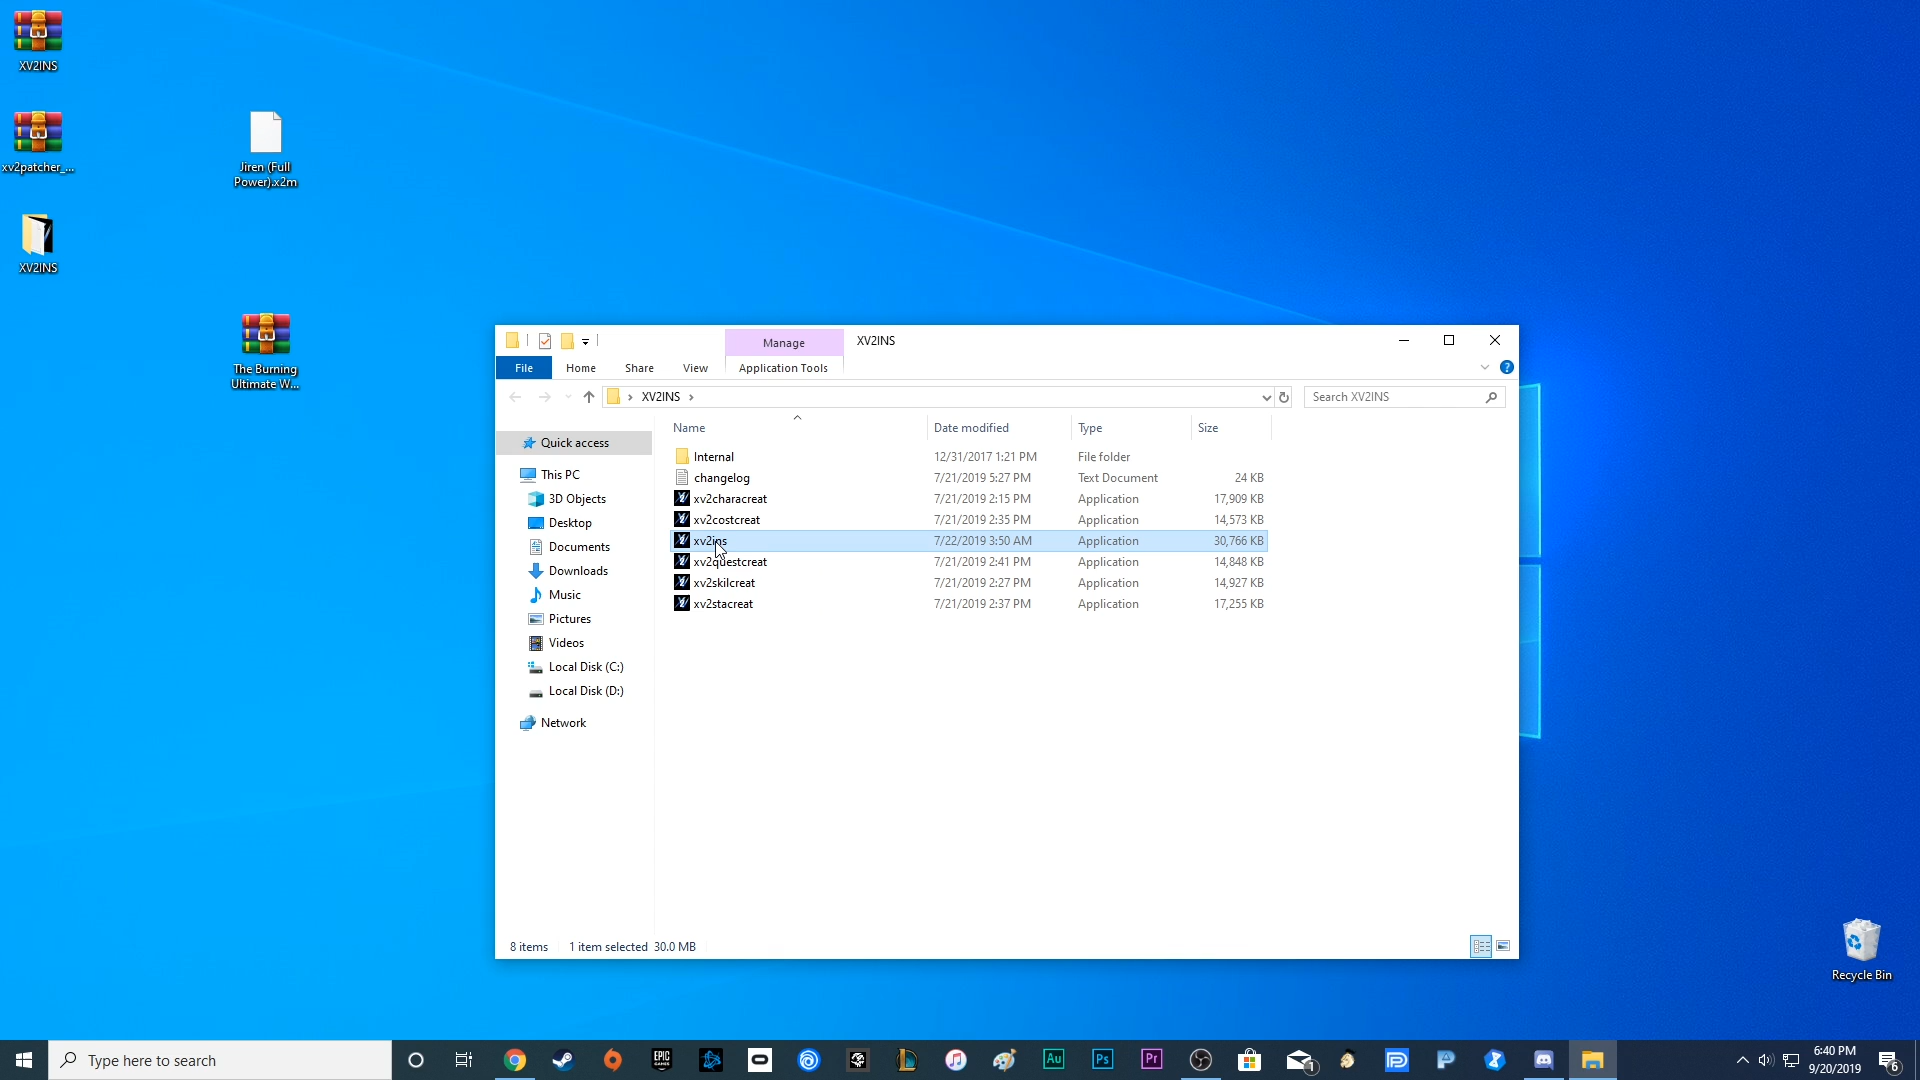 XV2INS
xv2patcher_...
XV2INS
Jiren (Full
Power).x2m
The Burning
Ultimate W...
Manage
XV2INS
File
Home
Share
View
Application Tools
XV2INS
Search XV2INS
Name
Date modified
Type
Size
Quick access
This PC
3D Objects
Desktop
Documents
Downloads
Music
Pictures
Videos
Local Disk (C:)
Local Disk (D:)
Network
Internal 12/31/2017 1:21 PM File folder
changelog 7/21/2019 5:27 PM Text Document 24 KB
xv2characreat 7/21/2019 2:15 PM Application 17,909 KB
xv2costcreat 7/21/2019 2:35 PM Application 14,573 KB
xv2ins 7/22/2019 3:50 AM Application 30,766 KB
xv2questcreat 7/21/2019 2:41 PM Application 14,848 KB
xv2skilcreat 7/21/2019 2:27 PM Application 14,927 KB
xv2stacreat 7/21/2019 2:37 PM Application 17,255 KB
8 items 1 item selected 30.0 MB
Recycle Bin
Type here to search
EPIC
GAMES
Au
Ps
Pr
1
6:40 PM
9/20/2019
6